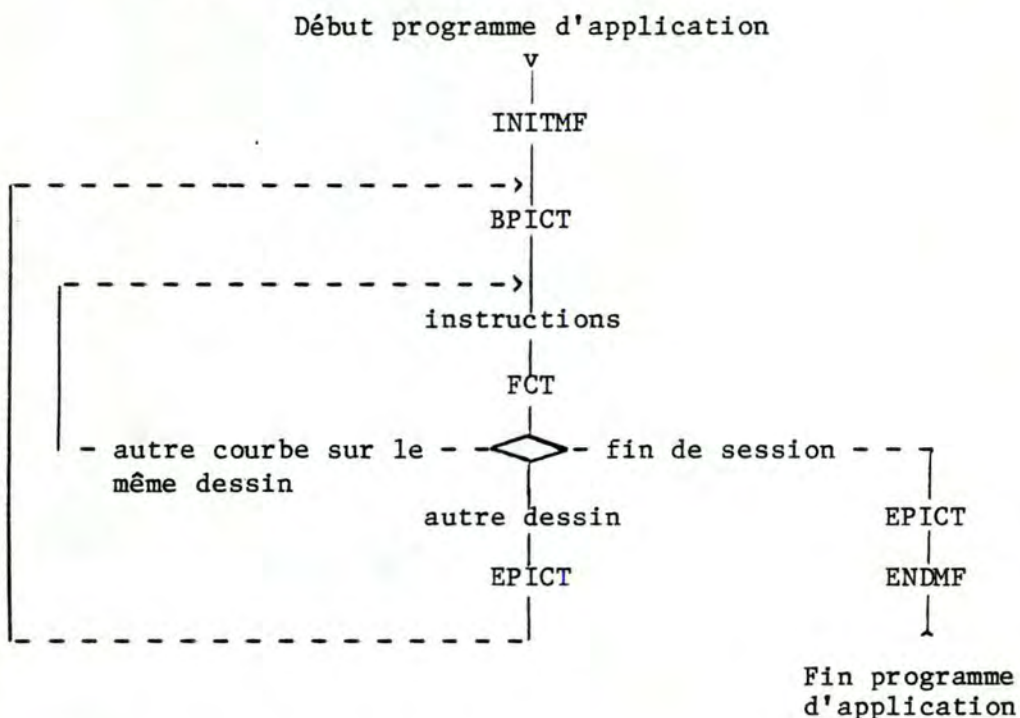 Début programme d'application
INITMF
BPICT
instructions
FCT
autre courbe sur le
même dessin
fin de session
autre dessin
EPICT
EPICT
ENDMF
Fin programme
d'application